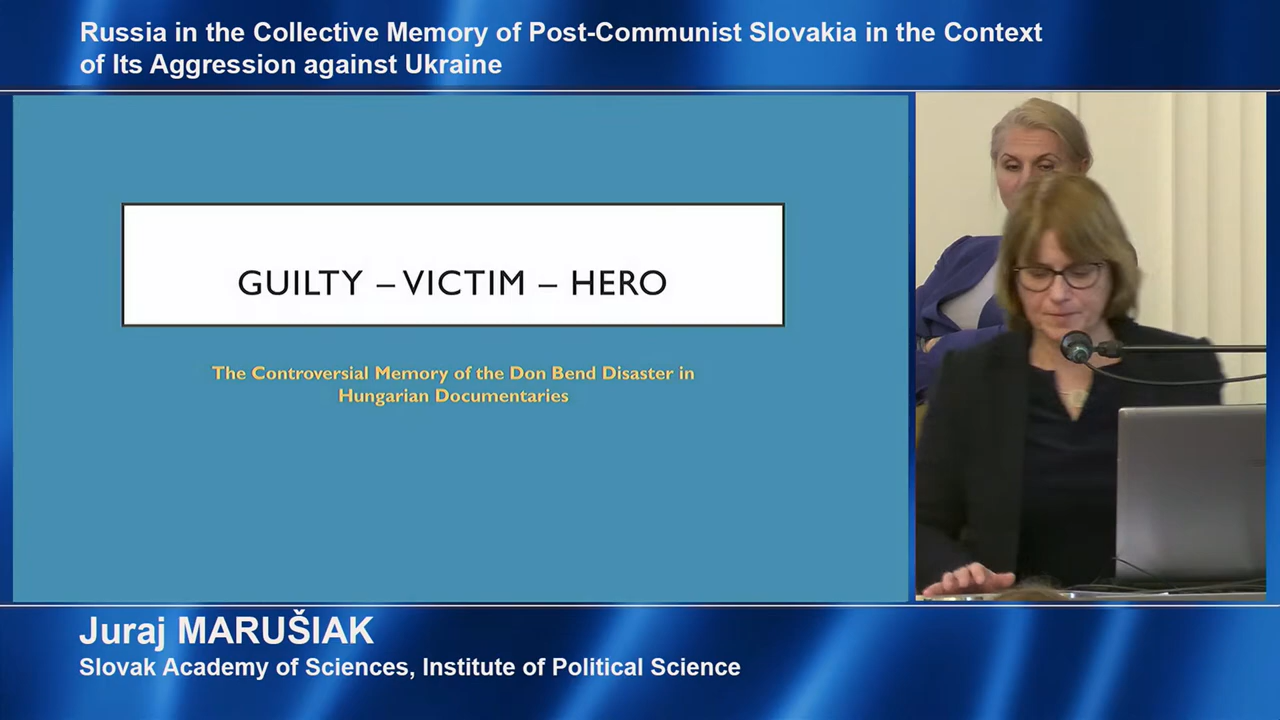 Russia in the Collective Memory of Post-Communist Slovakia in the Context
of Its Aggression against Ukraine
GUILTY – VICTIM – HERO
The Controversial Memory of the Don Bend Disaster in
Hungarian Documentaries
Juraj MARUŠIAK
Slovak Academy of Sciences, Institute of Political Science